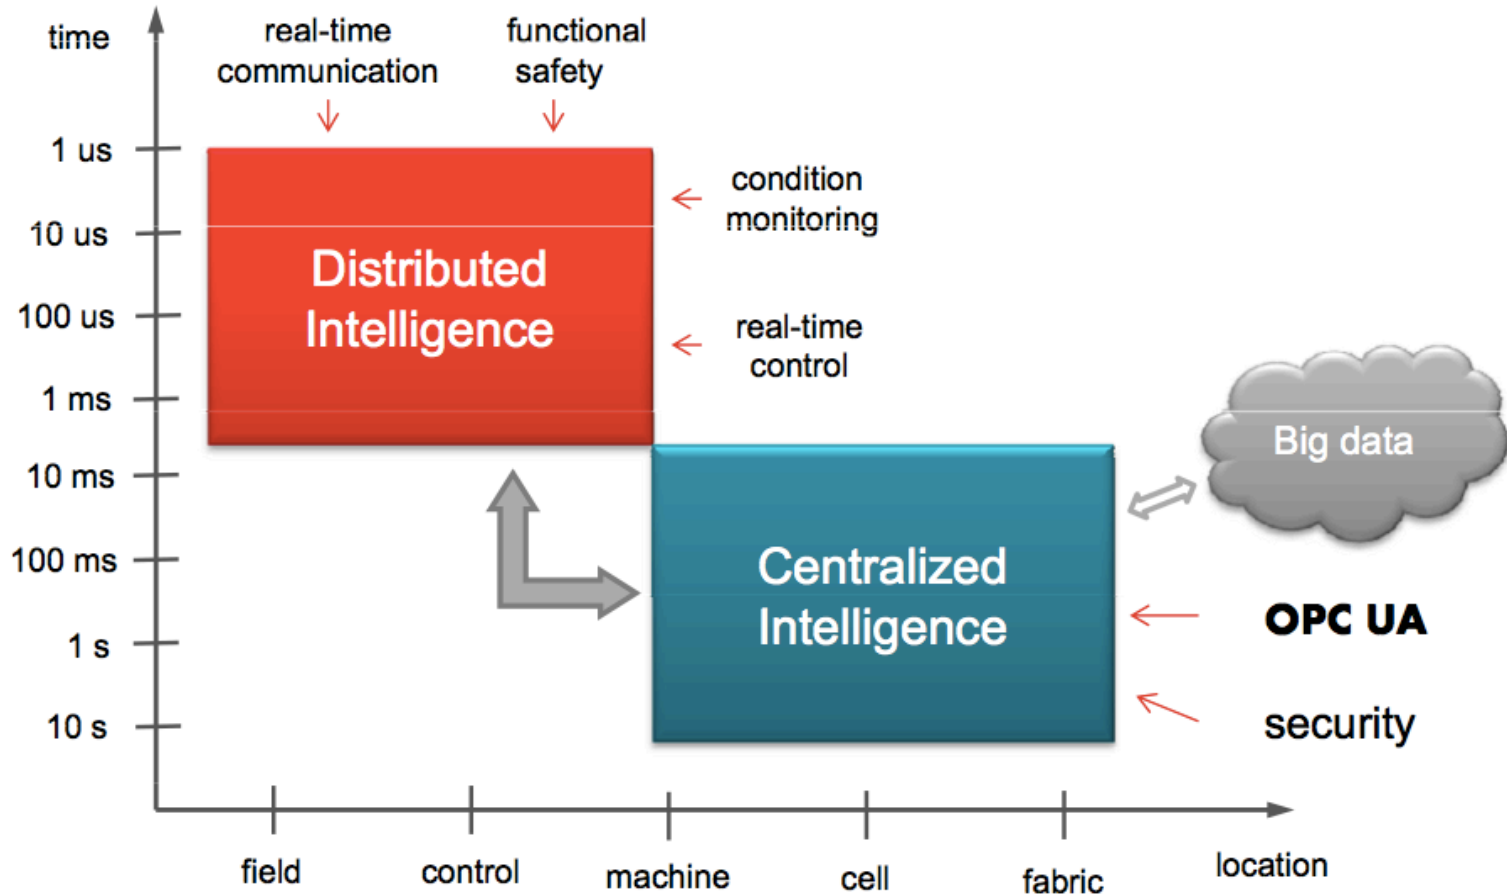 time
real-time
communication
functional
safety
1 us
10 us
100 us
1 ms
10 ms
100 ms
1 s
10 s
Distributed
Intelligence
condition
monitoring
real-time
control
Big data
Centralized
Intelligence
OPC UA
security
field
control
machine
cell
fabric
location